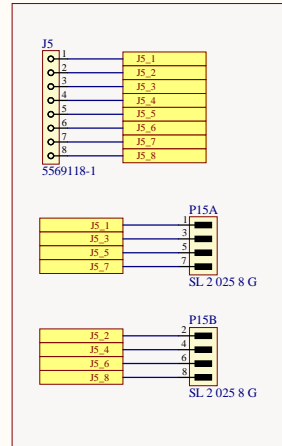 J5
1 J5_1
2 J5_2
3 J5_3
4 J5_4
5 J5_5
6 J5_6
7 J5_7
8 J5_8
5569118-1
P15A
J5_1 1
J5_3 3
J5_5 5
J5_7 7
SL 2 025 8 G
P15B
J5_2 2
J5_4 4
J5_6 6
J5_8 8
SL 2 025 8 G